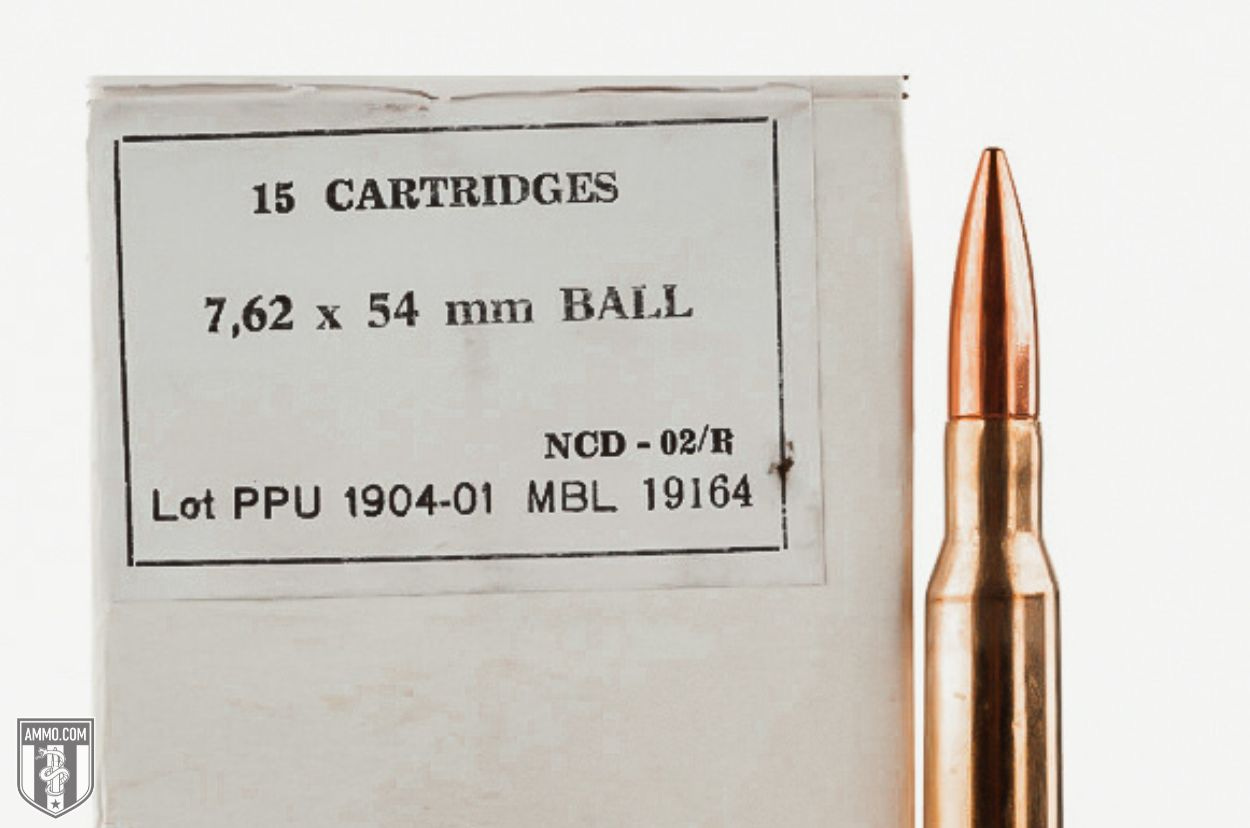 15 CARTRIDGES
7,62 x 54 mm BALL
NCD - 02/R
Lot PPU 1904-01 MBL 19164
AMMO.COM